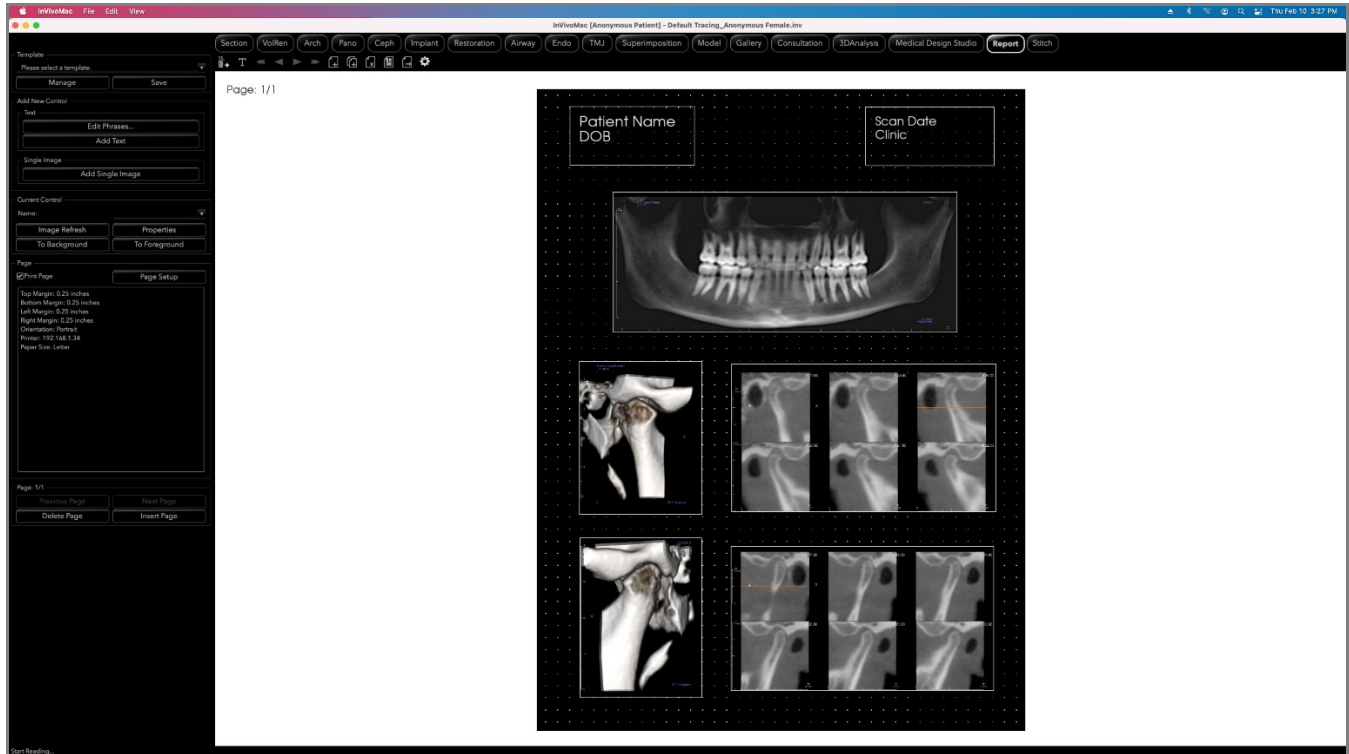 InVivoMac File Edit View
Thu Feb 10 3:27 PM
InVivoMac [Anonymous Patient] - Default Tracing_Anonymous Female.inv
Section VolRen Arch Pano Ceph Implant Restoration Airway Endo TMJ Superimposition Model Gallery Consultation 3DAnalysis Medical Design Studio Report Stitch
Template
Please select a template.
Manage Save
Add New Control
Text
Edit Phrases...
Add Text
Single Image
Add Single Image
Current Control
Name:
Image Refresh Properties
To Background To Foreground
Page
Print Page Page Setup
Top Margin: 0.25 inches
Bottom Margin: 0.25 inches
Left Margin: 0.25 inches
Right Margin: 0.25 inches
Orientation: Portrait
Printer: 192.168.1.34
Paper Size: Letter
Page: 1/1
Previous Page Next Page
Delete Page Insert Page
Start Reading...
Page: 1/1
Patient Name
DOB
Scan Date
Clinic